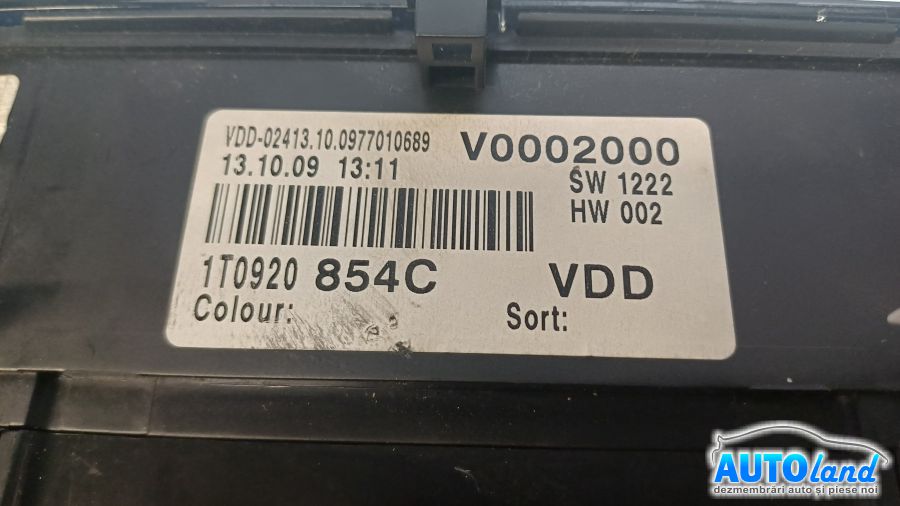 VDD-02413.10.0977010689 V0002000
13.10.09 13:11 SW 1222
HW 002
1T0920 854C VDD
Colour: Sort:
AUTOland
dezmembrări auto și piese noi